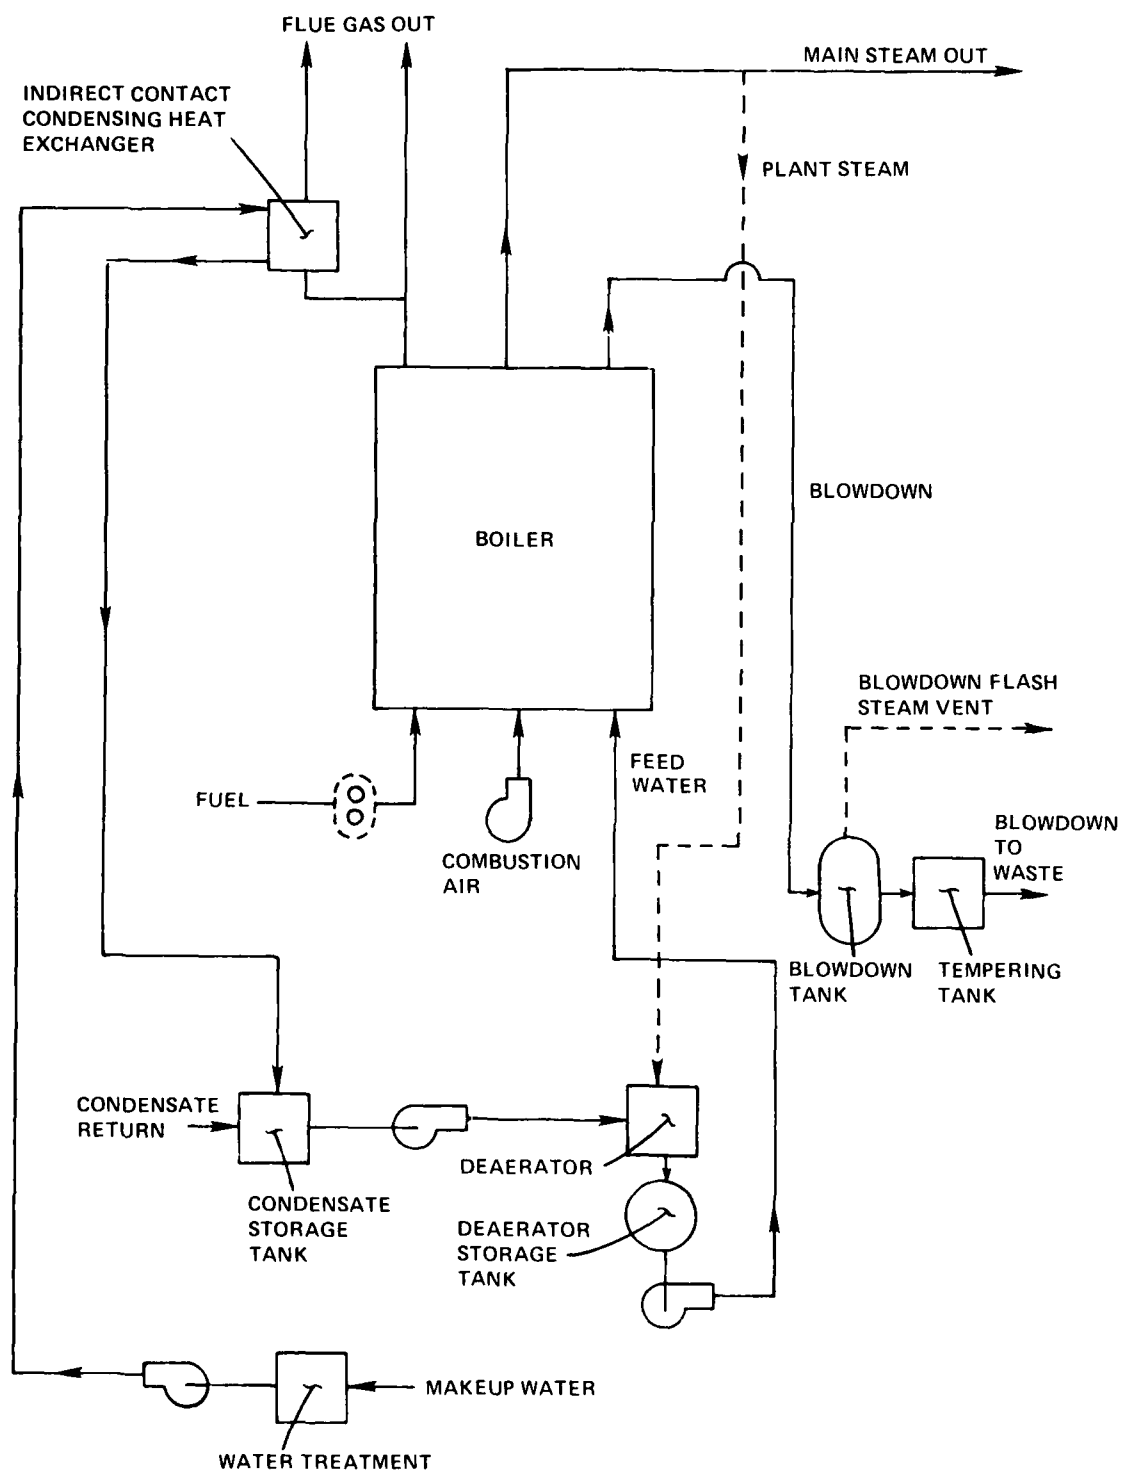 FLUE GAS OUT
MAIN STEAM OUT
INDIRECT CONTACT
CONDENSING HEAT
EXCHANGER
PLANT STEAM
BLOWDOWN
BOILER
BLOWDOWN FLASH
STEAM VENT
FEED
WATER
FUEL
COMBUSTION
AIR
BLOWDOWN
TO
WASTE
BLOWDOWN
TANK
TEMPERING
TANK
CONDENSATE
RETURN
DEAERATOR
CONDENSATE
STORAGE
TANK
DEAERATOR
STORAGE
TANK
MAKEUP WATER
WATER TREATMENT